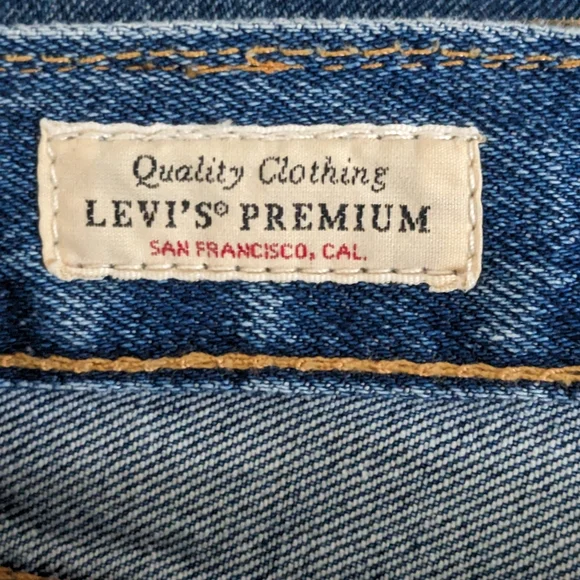 Quality Clothing
LEVI'S® PREMIUM
SAN FRANCISCO, CAL.